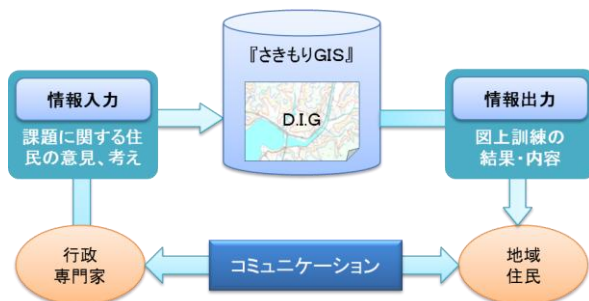 『さきもりGIS』
D.I.G
情報入力
課題に関する住
民の意見、考え
情報出力
図上訓練の
結果・内容
行政
専門家
コミュニケーション
地域
住民